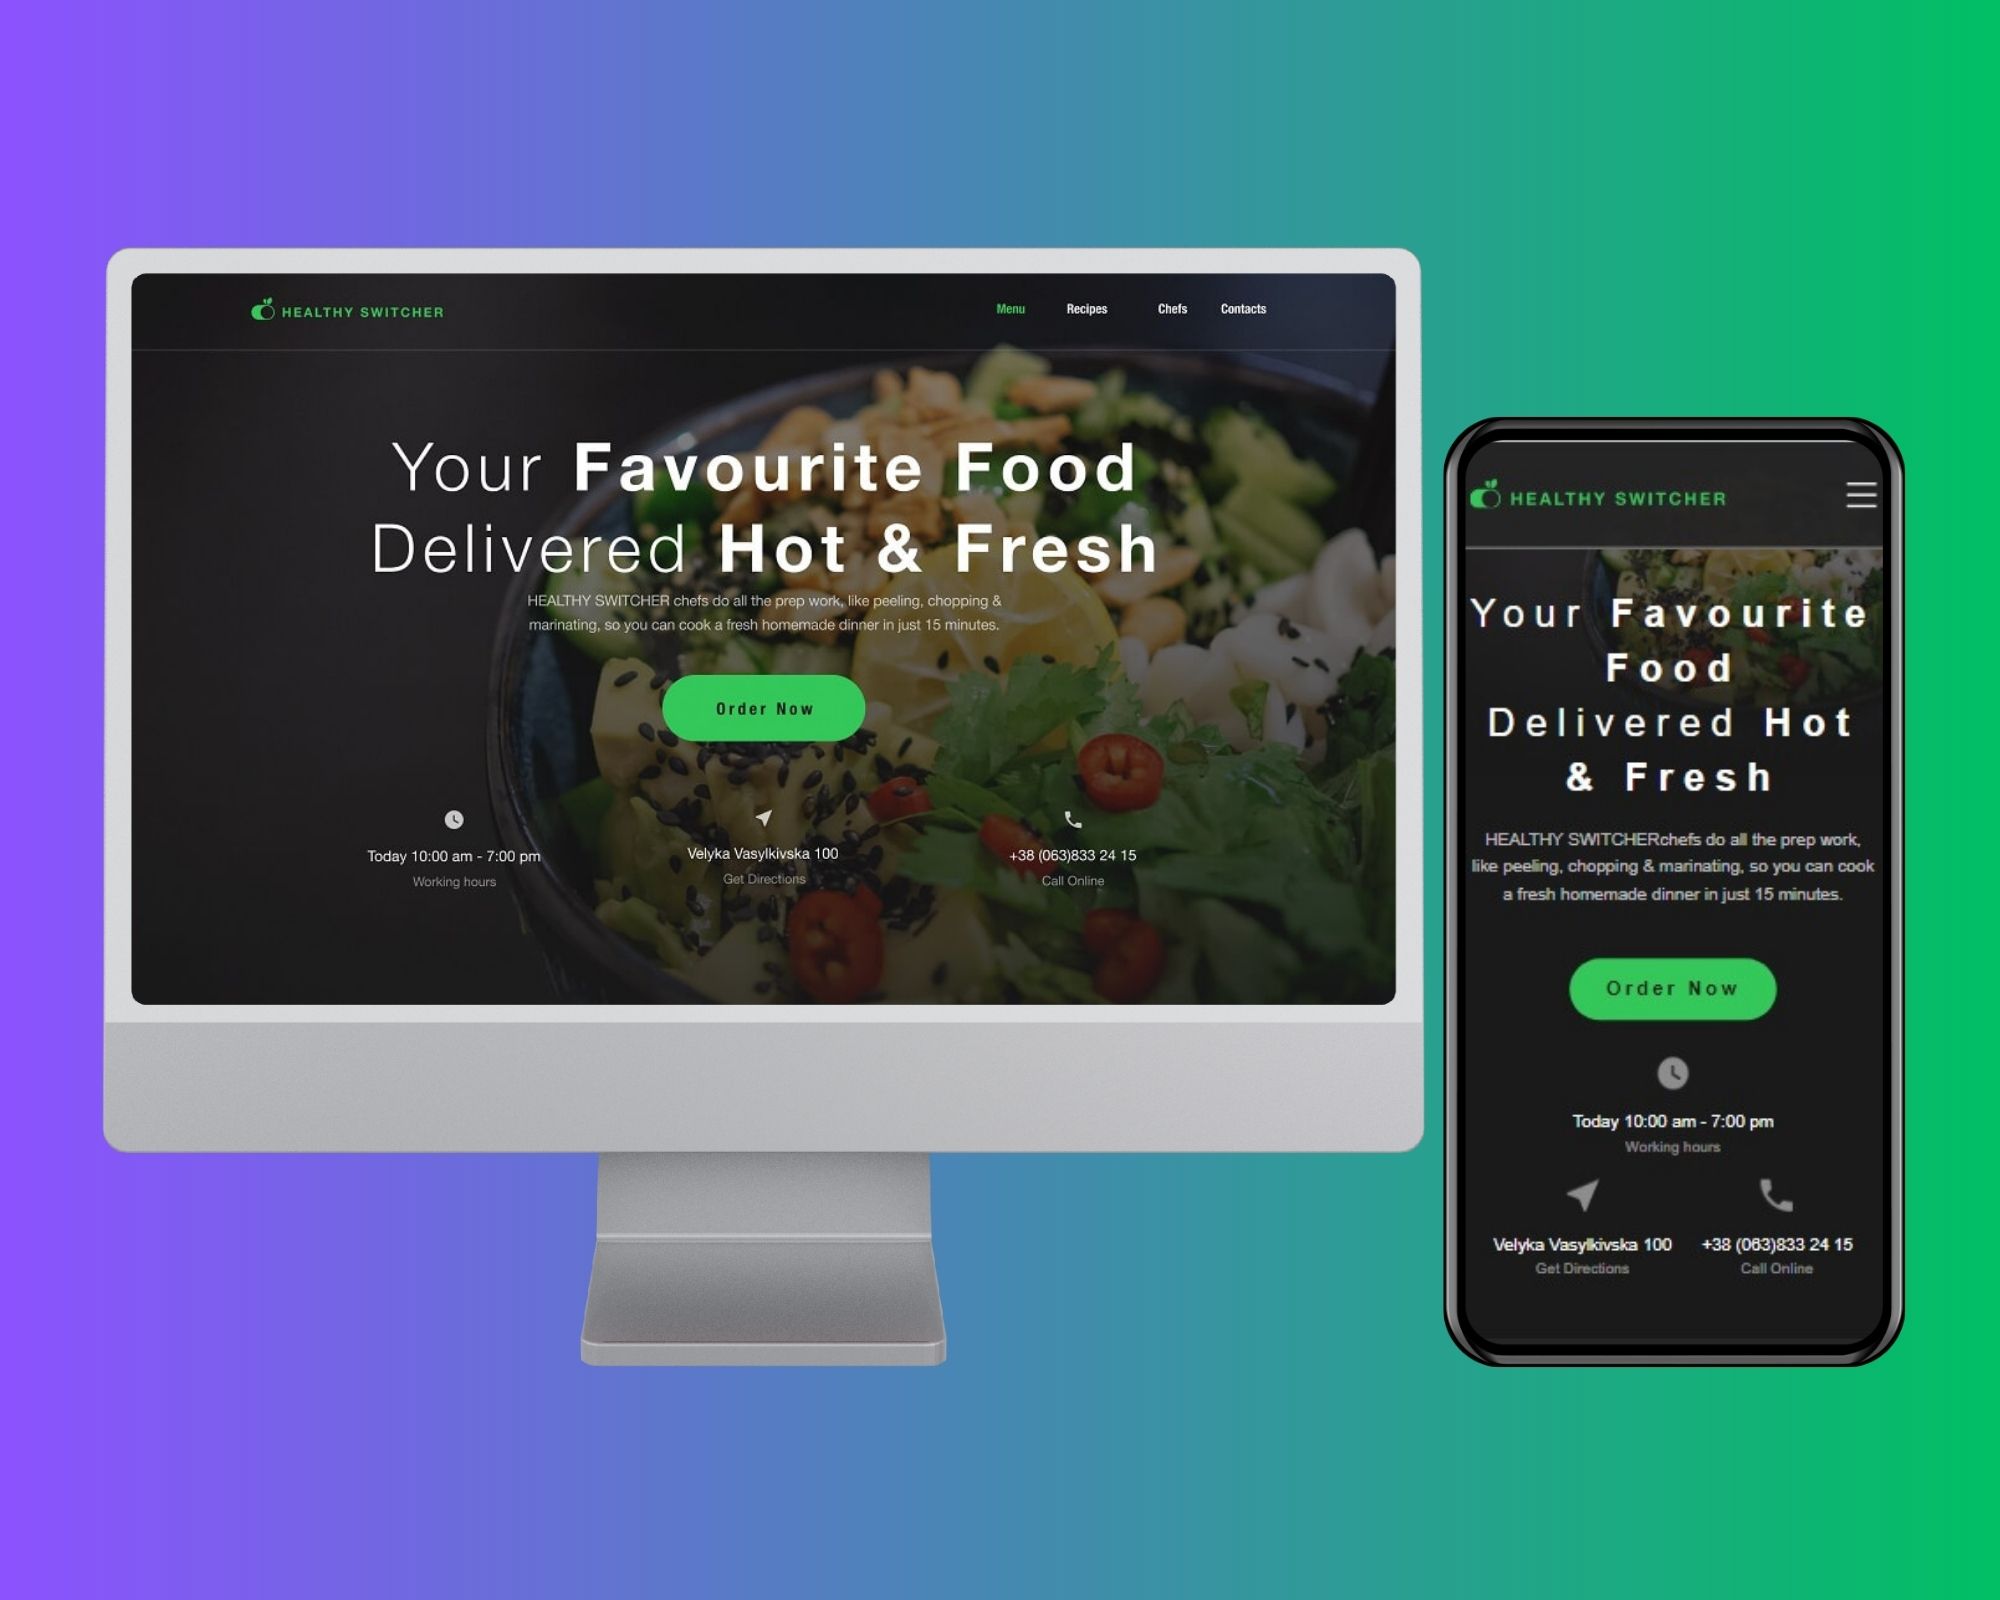 HEALTHY SWITCHER
Menu Recipes Chefs Contacts
Your Favourite Food
Delivered Hot & Fresh
HEALTHY SWITCHER chefs do all the prep work, like peeling, chopping &
marinating, so you can cook a fresh homemade dinner in just 15 minutes.
Order Now
Today 10:00 am - 7:00 pm
Working hours
Velyka Vasylkivska 100
Get Directions
+38 (063)833 24 15
Call Online
HEALTHY SWITCHER
Your Favourite
Food
Delivered Hot
& Fresh
HEALTHY SWITCHERchefs do all the prep work,
like peeling, chopping & marinating, so you can cook
a fresh homemade dinner in just 15 minutes.
Order Now
Today 10:00 am - 7:00 pm
Working hours
Velyka Vasylkivska 100
Get Directions
+38 (063)833 24 15
Call Online